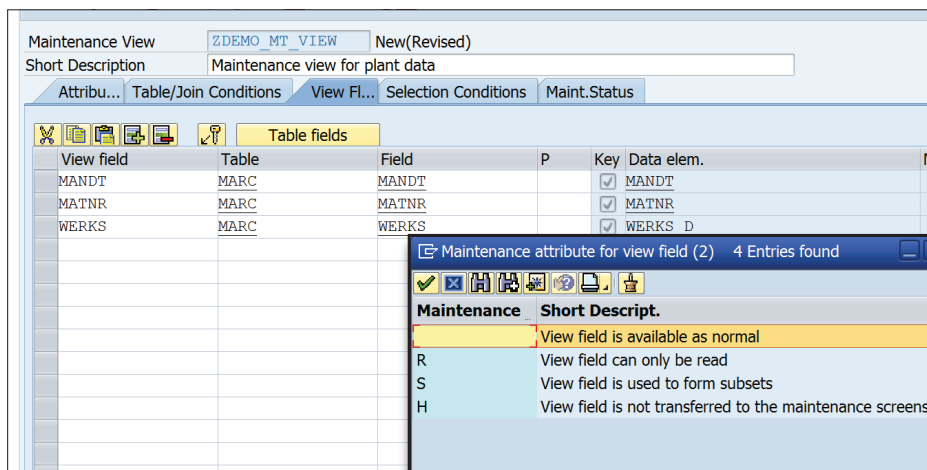 Maintenance View ZDEMO_MT_VIEW New(Revised)
Short Description Maintenance view for plant data
Attribu... Table/Join Conditions View Fl... Selection Conditions Maint.Status
Table fields
View field Table Field P Key Data elem.
MANDT MARC MANDT MANDT
MATNR MARC MATNR MATNR
WERKS MARC WERKS WERKS_D
Maintenance attribute for view field (2) 4 Entries found
Maintenance Short Descript.
View field is available as normal
R View field can only be read
S View field is used to form subsets
H View field is not transferred to the maintenance screens